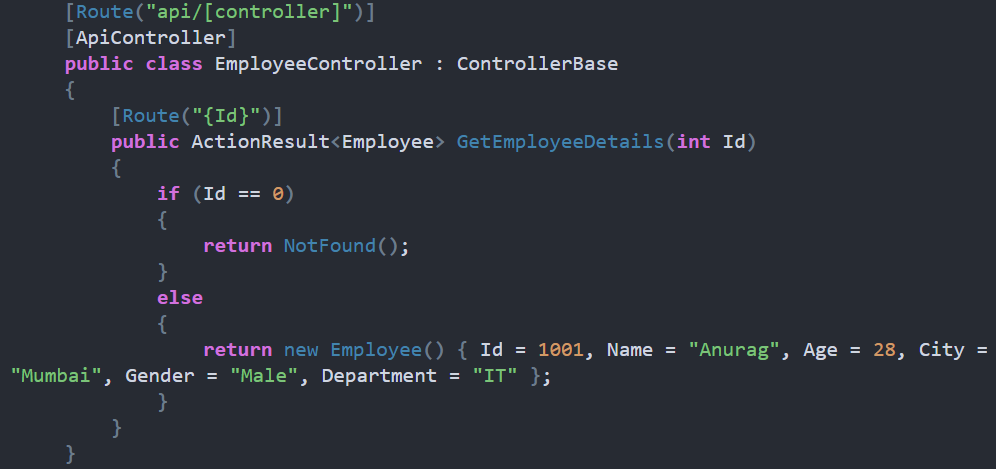 [Route("api/[controller]")]
[ApiController]
public class EmployeeController : ControllerBase
{
[Route("{Id}")]
public ActionResult<Employee> GetEmployeeDetails(int Id)
{
if (Id == 0)
{
return NotFound();
}
else
{
return new Employee() { Id = 1001, Name = "Anurag", Age = 28, City =
"Mumbai", Gender = "Male", Department = "IT" };
}
}
}